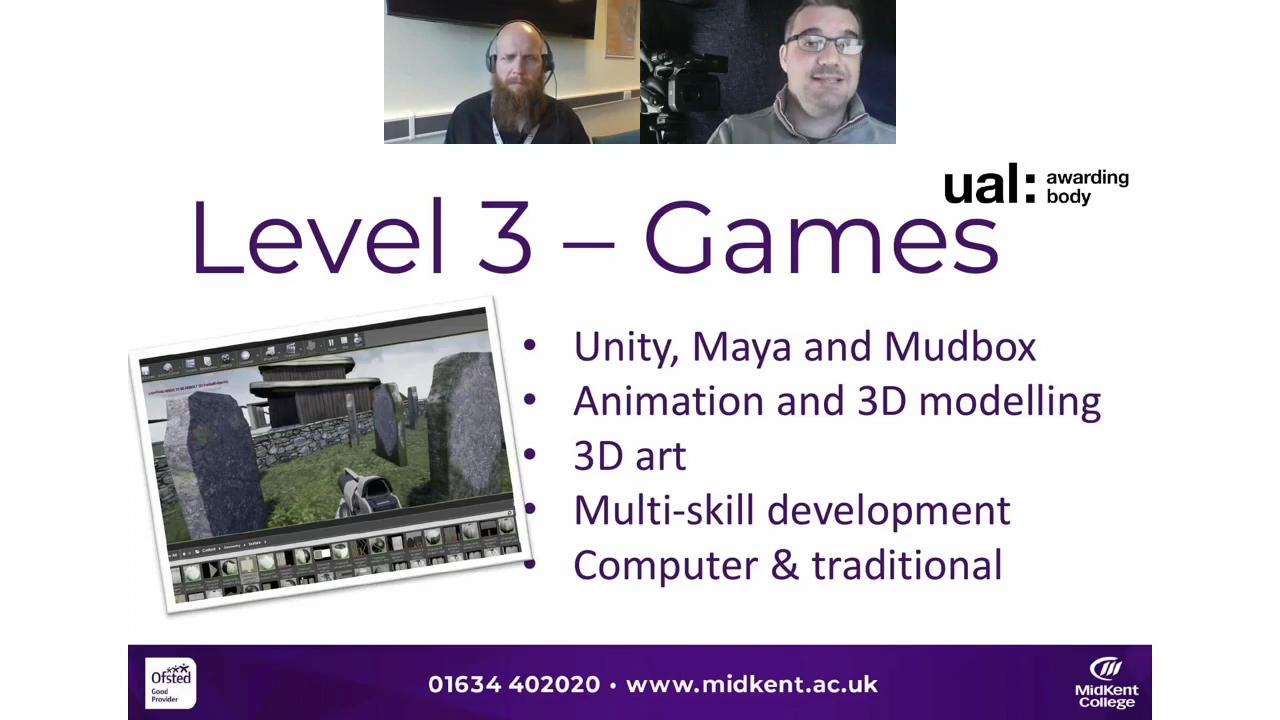 ual: awarding
body
Level 3 – Games
• Unity, Maya and Mudbox
• Animation and 3D modelling
• 3D art
• Multi-skill development
• Computer & traditional
Ofsted
Good
Provider
01634 402020 • www.midkent.ac.uk
MIDKENT
COLLEGE